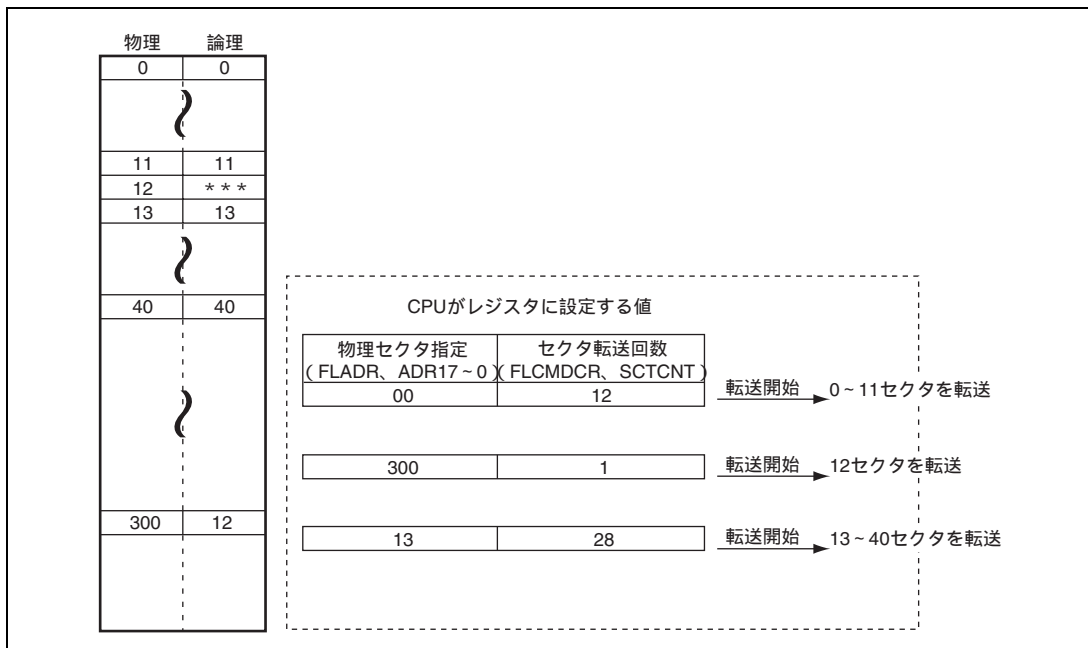 物理 論理
0 0
11 11
12 ***
13 13
40 40
300 12
CPUがレジスタに設定する値
物理セクタ指定 セクタ転送回数
(FLADR、ADR17~0) (FLCMDCR、SCTCNT)
00 12
転送開始 0~11セクタを転送
300 1
転送開始 12セクタを転送
13 28
転送開始 13~40セクタを転送